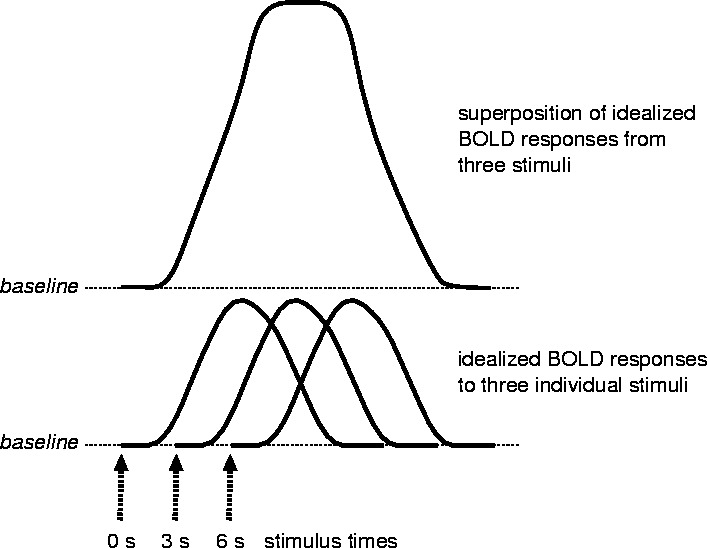 superposition of idealized
BOLD responses from
three stimuli
baseline
idealized BOLD responses
to three individual stimuli
baseline
0 s 3 s 6 s stimulus times